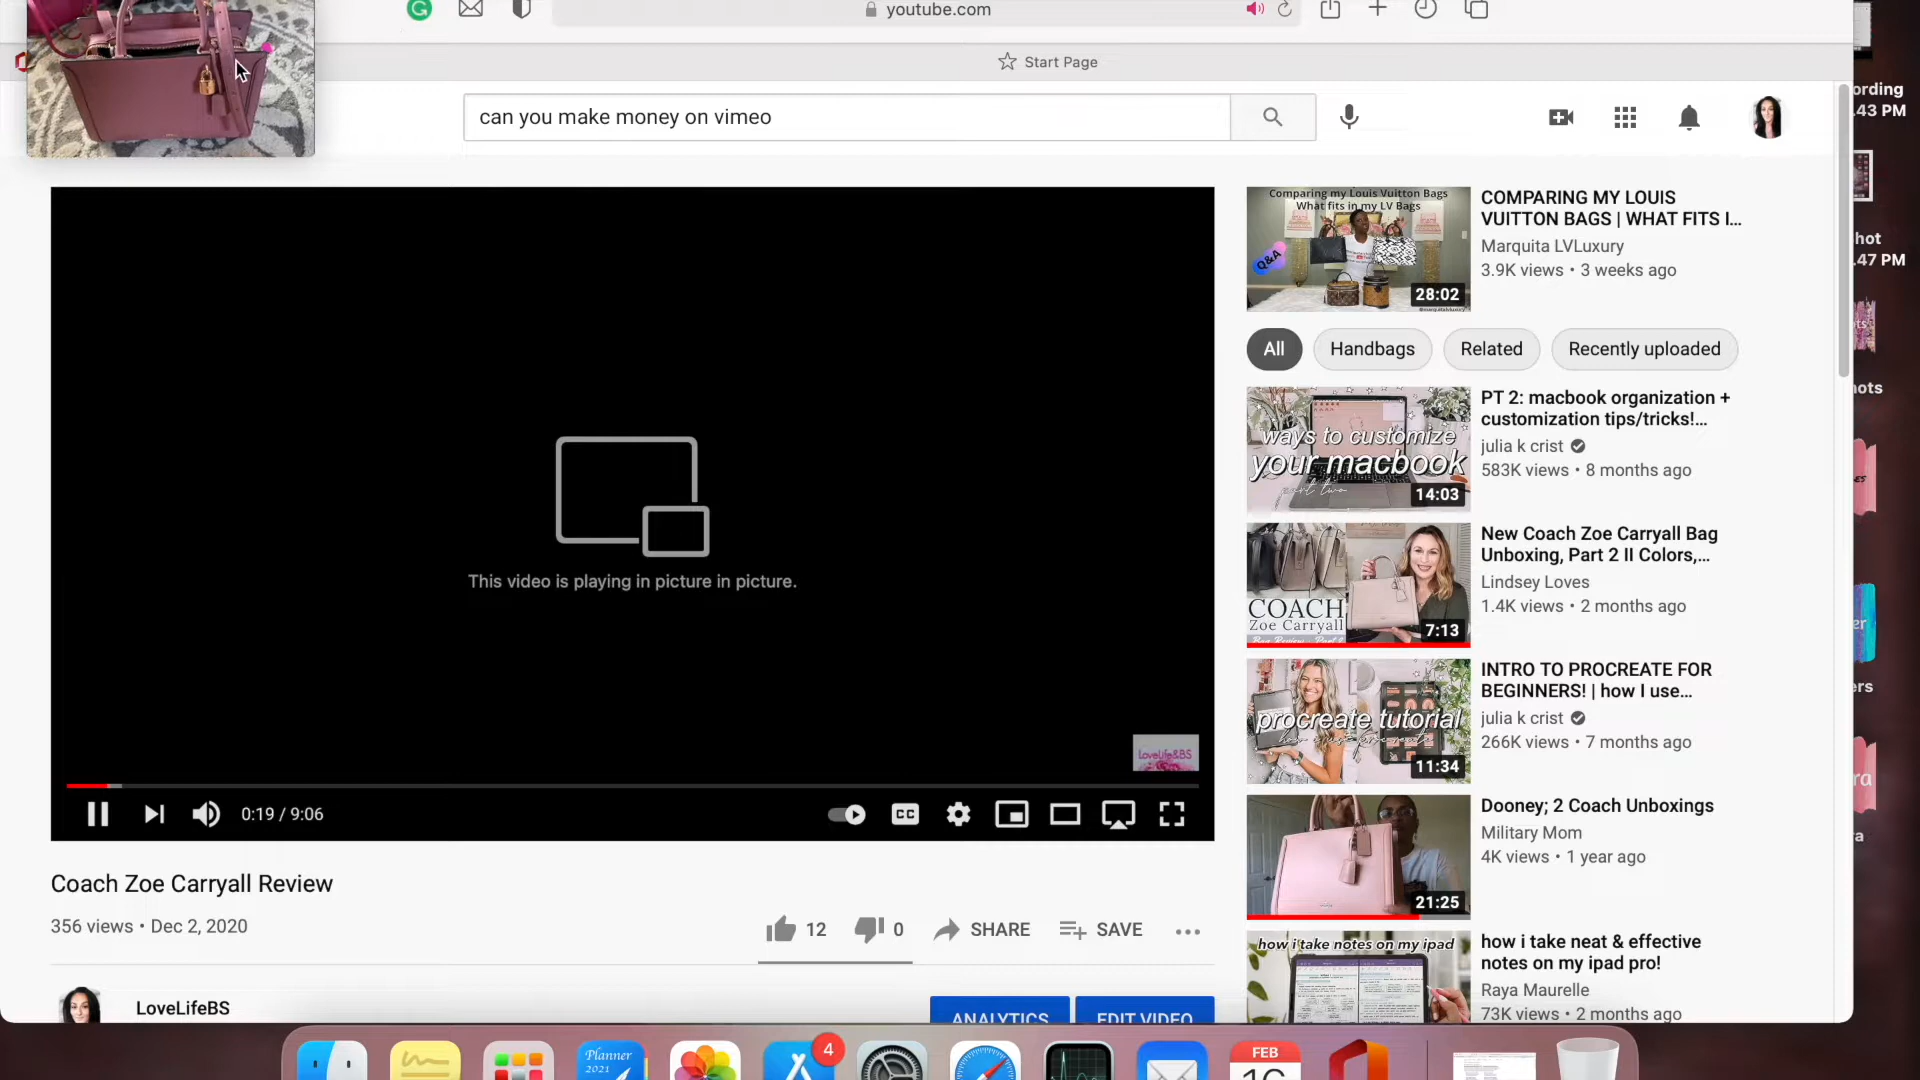 youtube.com
Start Page
can you make money on vimeo
This video is playing in picture in picture.
LoveLife&BS
0:19 / 9:06
CC
Coach Zoe Carryall Review
356 views • Dec 2, 2020
12
0
SHARE
SAVE
LoveLifeBS
ANALYTICS
EDIT VIDEO
Comparing my Louis Vuitton Bags
What fits in my LV Bags
Q&A
28:02
COMPARING MY LOUIS
VUITTON BAGS | WHAT FITS I...
Marquita LVLuxury
3.9K views • 3 weeks ago
All
Handbags
Related
Recently uploaded
ways to customize
your macbook
part two
14:03
PT 2: macbook organization +
customization tips/tricks!...
julia k crist
583K views • 8 months ago
COACH
Zoe Carryall
7:13
New Coach Zoe Carryall Bag
Unboxing, Part 2 II Colors,...
Lindsey Loves
1.4K views • 2 months ago
procreate tutorial
11:34
INTRO TO PROCREATE FOR
BEGINNERS! | how I use...
julia k crist
266K views • 7 months ago
21:25
Dooney; 2 Coach Unboxings
Military Mom
4K views • 1 year ago
how i take notes on my ipad
how i take neat & effective
notes on my ipad pro!
Raya Maurelle
73K views • 2 months ago
ording
.43 PM
hot
.47 PM
ots
ers
ra
a
Planner
2021
4
FEB